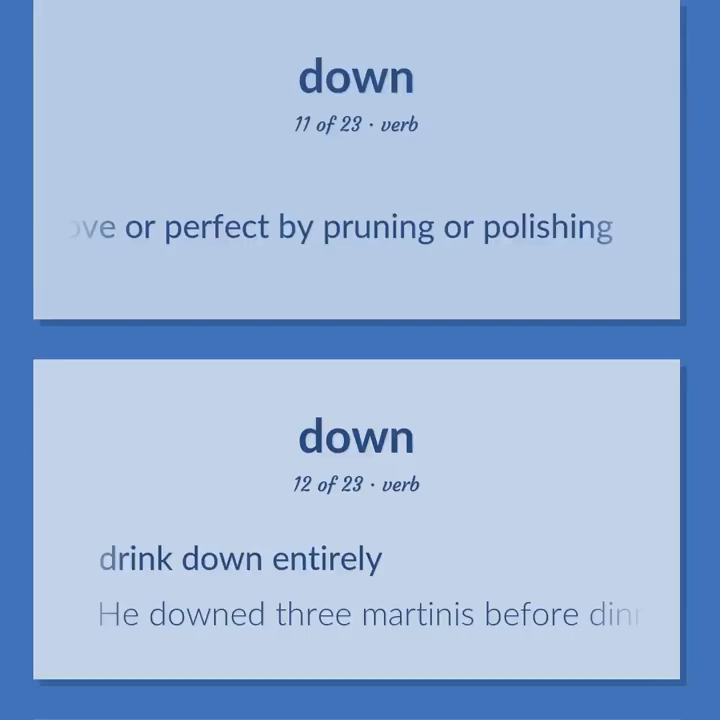 down
11 of 23 · verb
or perfect by pruning or polishing
down
12 of 23 · verb
drink down entirely
He downed three martinis before